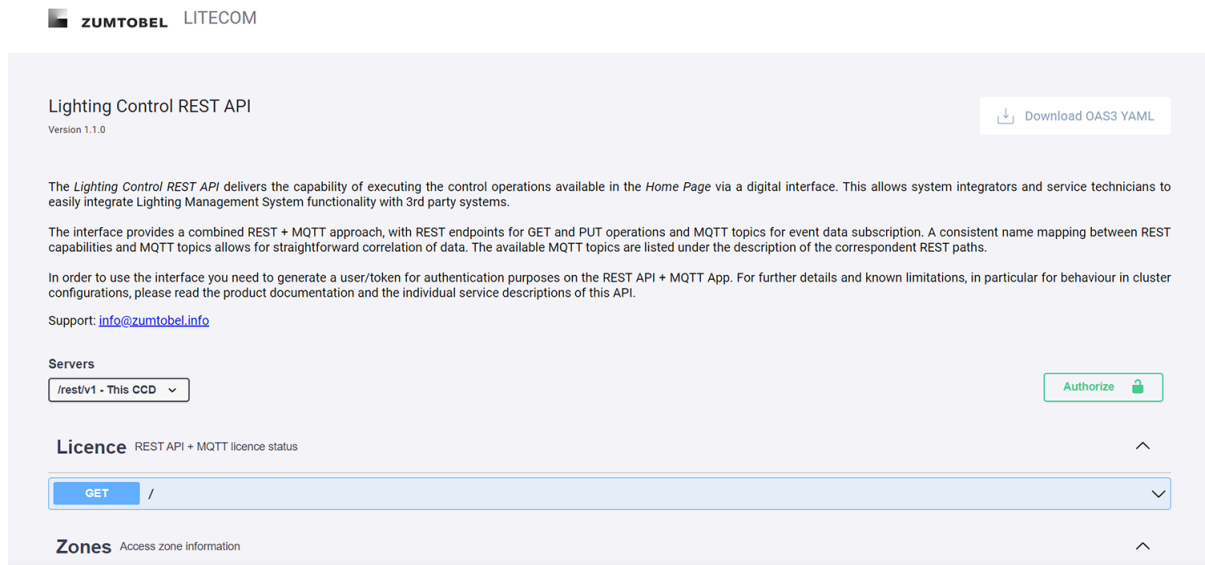 ZUMTOBEL LITECOM
Lighting Control REST API
Version 1.1.0
Download OAS3 YAML
The Lighting Control REST API delivers the capability of executing the control operations available in the Home Page via a digital interface. This allows system integrators and service technicians to
easily integrate Lighting Management System functionality with 3rd party systems.
The interface provides a combined REST + MQTT approach, with REST endpoints for GET and PUT operations and MQTT topics for event data subscription. A consistent name mapping between REST
capabilities and MQTT topics allows for straightforward correlation of data. The available MQTT topics are listed under the description of the correspondent REST paths.
In order to use the interface you need to generate a user/token for authentication purposes on the REST API + MQTT App. For further details and known limitations, in particular for behaviour in cluster
configurations, please read the product documentation and the individual service descriptions of this API.
Support: info@zumtobel.info
Servers
/rest/v1 - This CCD
Authorize
Licence REST API + MQTT licence status
GET /
Zones Access zone information